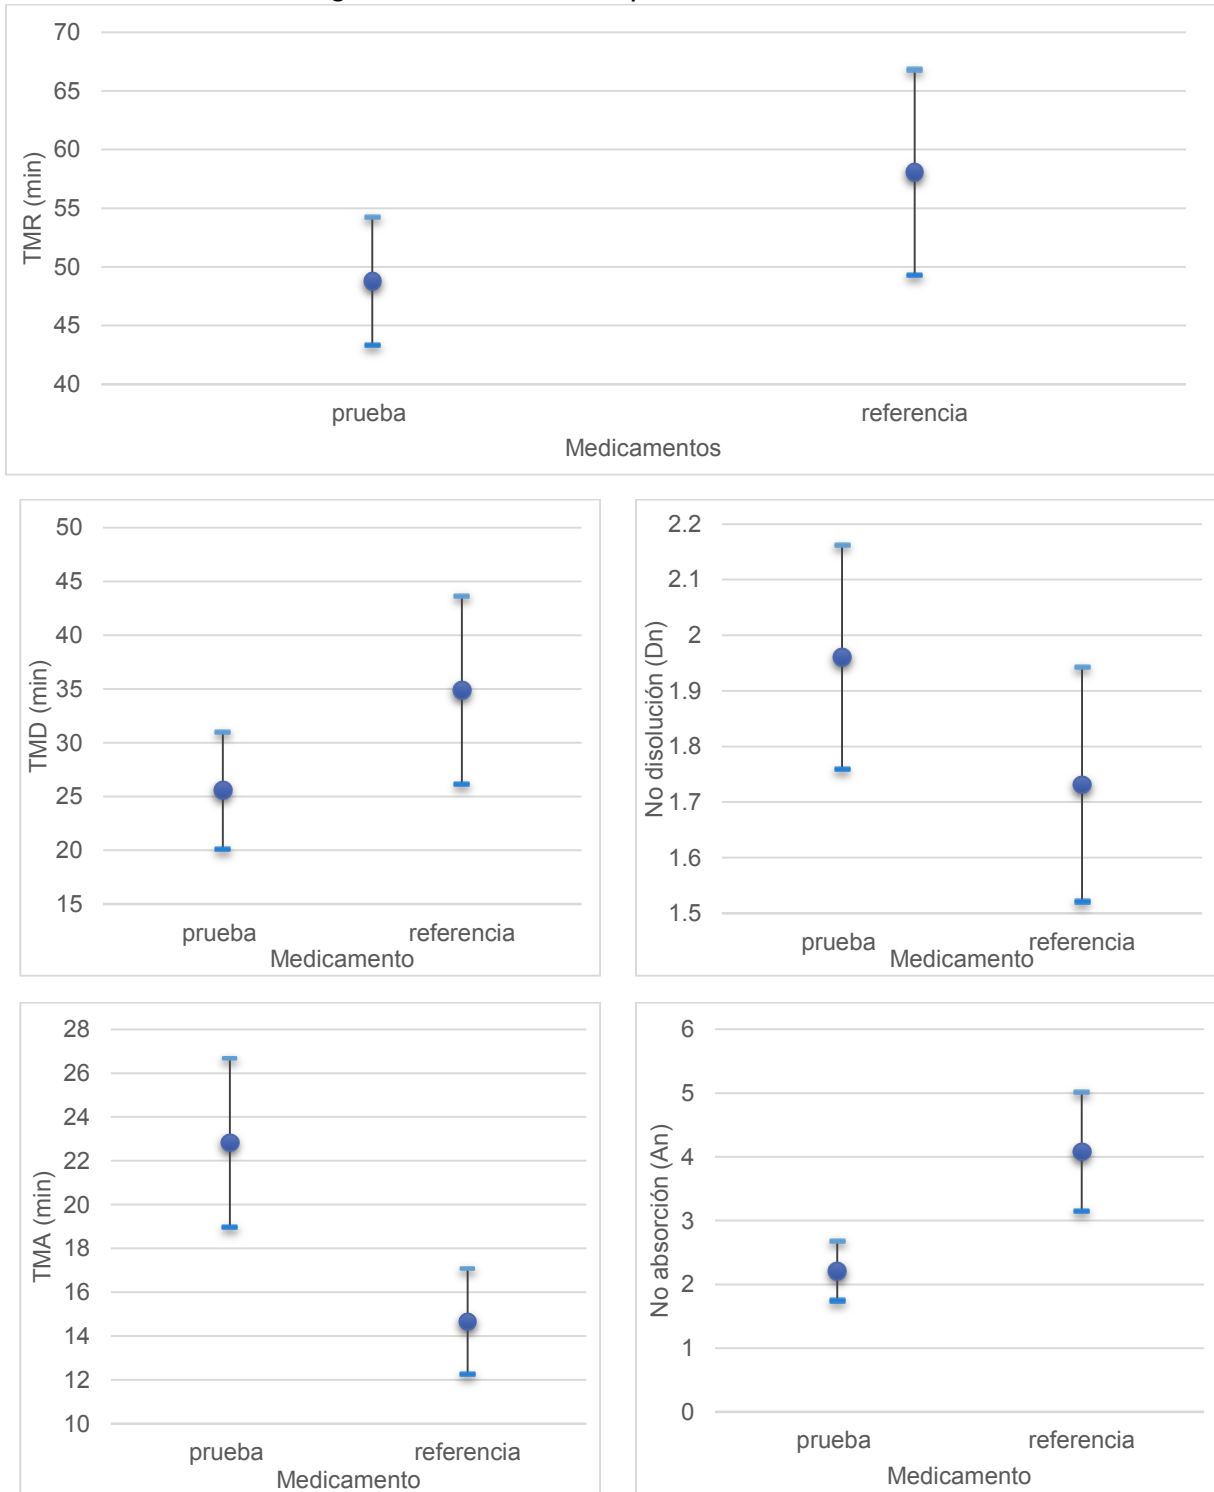 70
65
60
55
50
45
40
TMR (min)
prueba referencia
Medicamentos
50
45
40
35
30
25
20
15
TMD (min)
prueba referencia
Medicamento
2.2
2.1
2
1.9
1.8
1.7
1.6
1.5
No disolución (Dn)
prueba referencia
Medicamento
28
26
24
22
20
18
16
14
12
10
TMA (min)
prueba referencia
Medicamento
6
5
4
3
2
1
0
No absorción (An)
prueba referencia
Medicamento